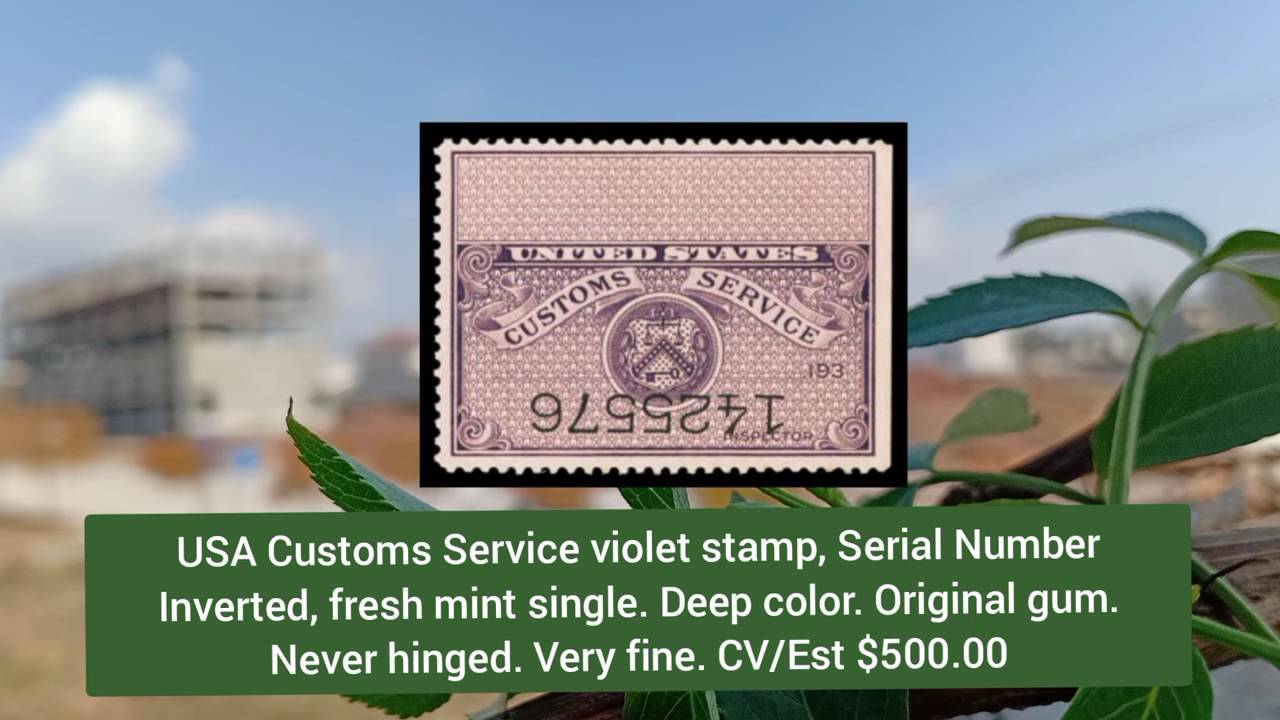 UNITED STATES
CUSTOMS SERVICE
193
1425576
INSPECTOR
USA Customs Service violet stamp, Serial Number
Inverted, fresh mint single. Deep color. Original gum.
Never hinged. Very fine. CV/Est $500.00